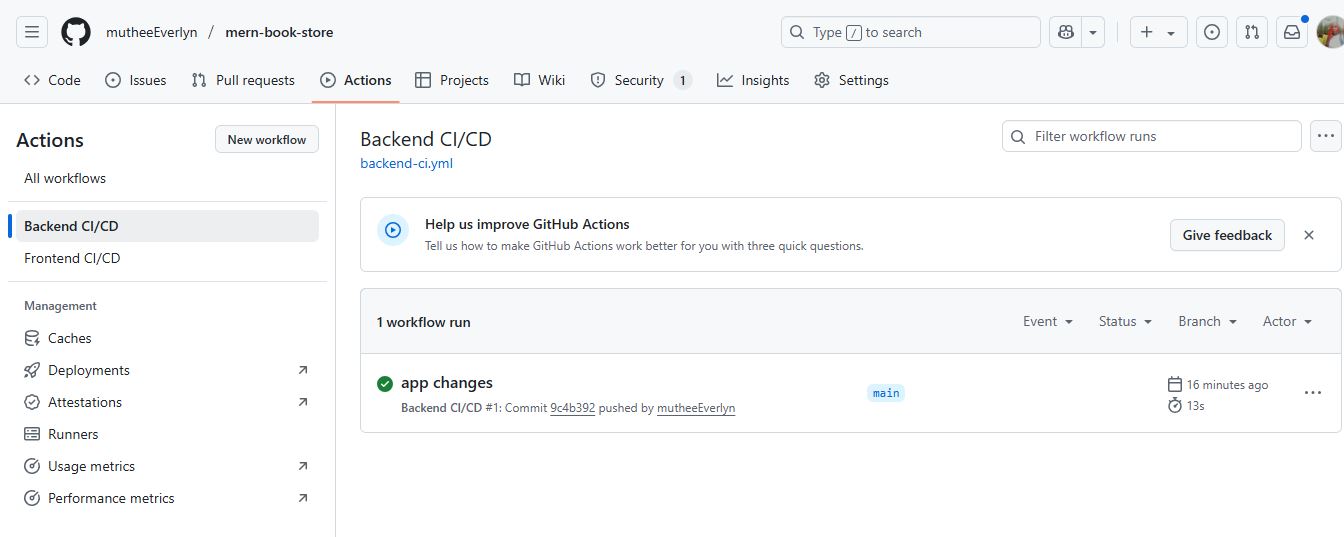 mutheeEverlyn / mern-book-store
Type / to search
Code Issues Pull requests Actions Projects Wiki Security 1 Insights Settings
Actions
New workflow
All workflows
Backend CI/CD
Frontend CI/CD
Management
Caches
Deployments
Attestations
Runners
Usage metrics
Performance metrics
Backend CI/CD
backend-ci.yml
Filter workflow runs
Help us improve GitHub Actions
Tell us how to make GitHub Actions work better for you with three quick questions.
Give feedback
1 workflow run
Event Status Branch Actor
app changes
Backend CI/CD #1: Commit 9c4b392 pushed by mutheeEverlyn
main
16 minutes ago
13s